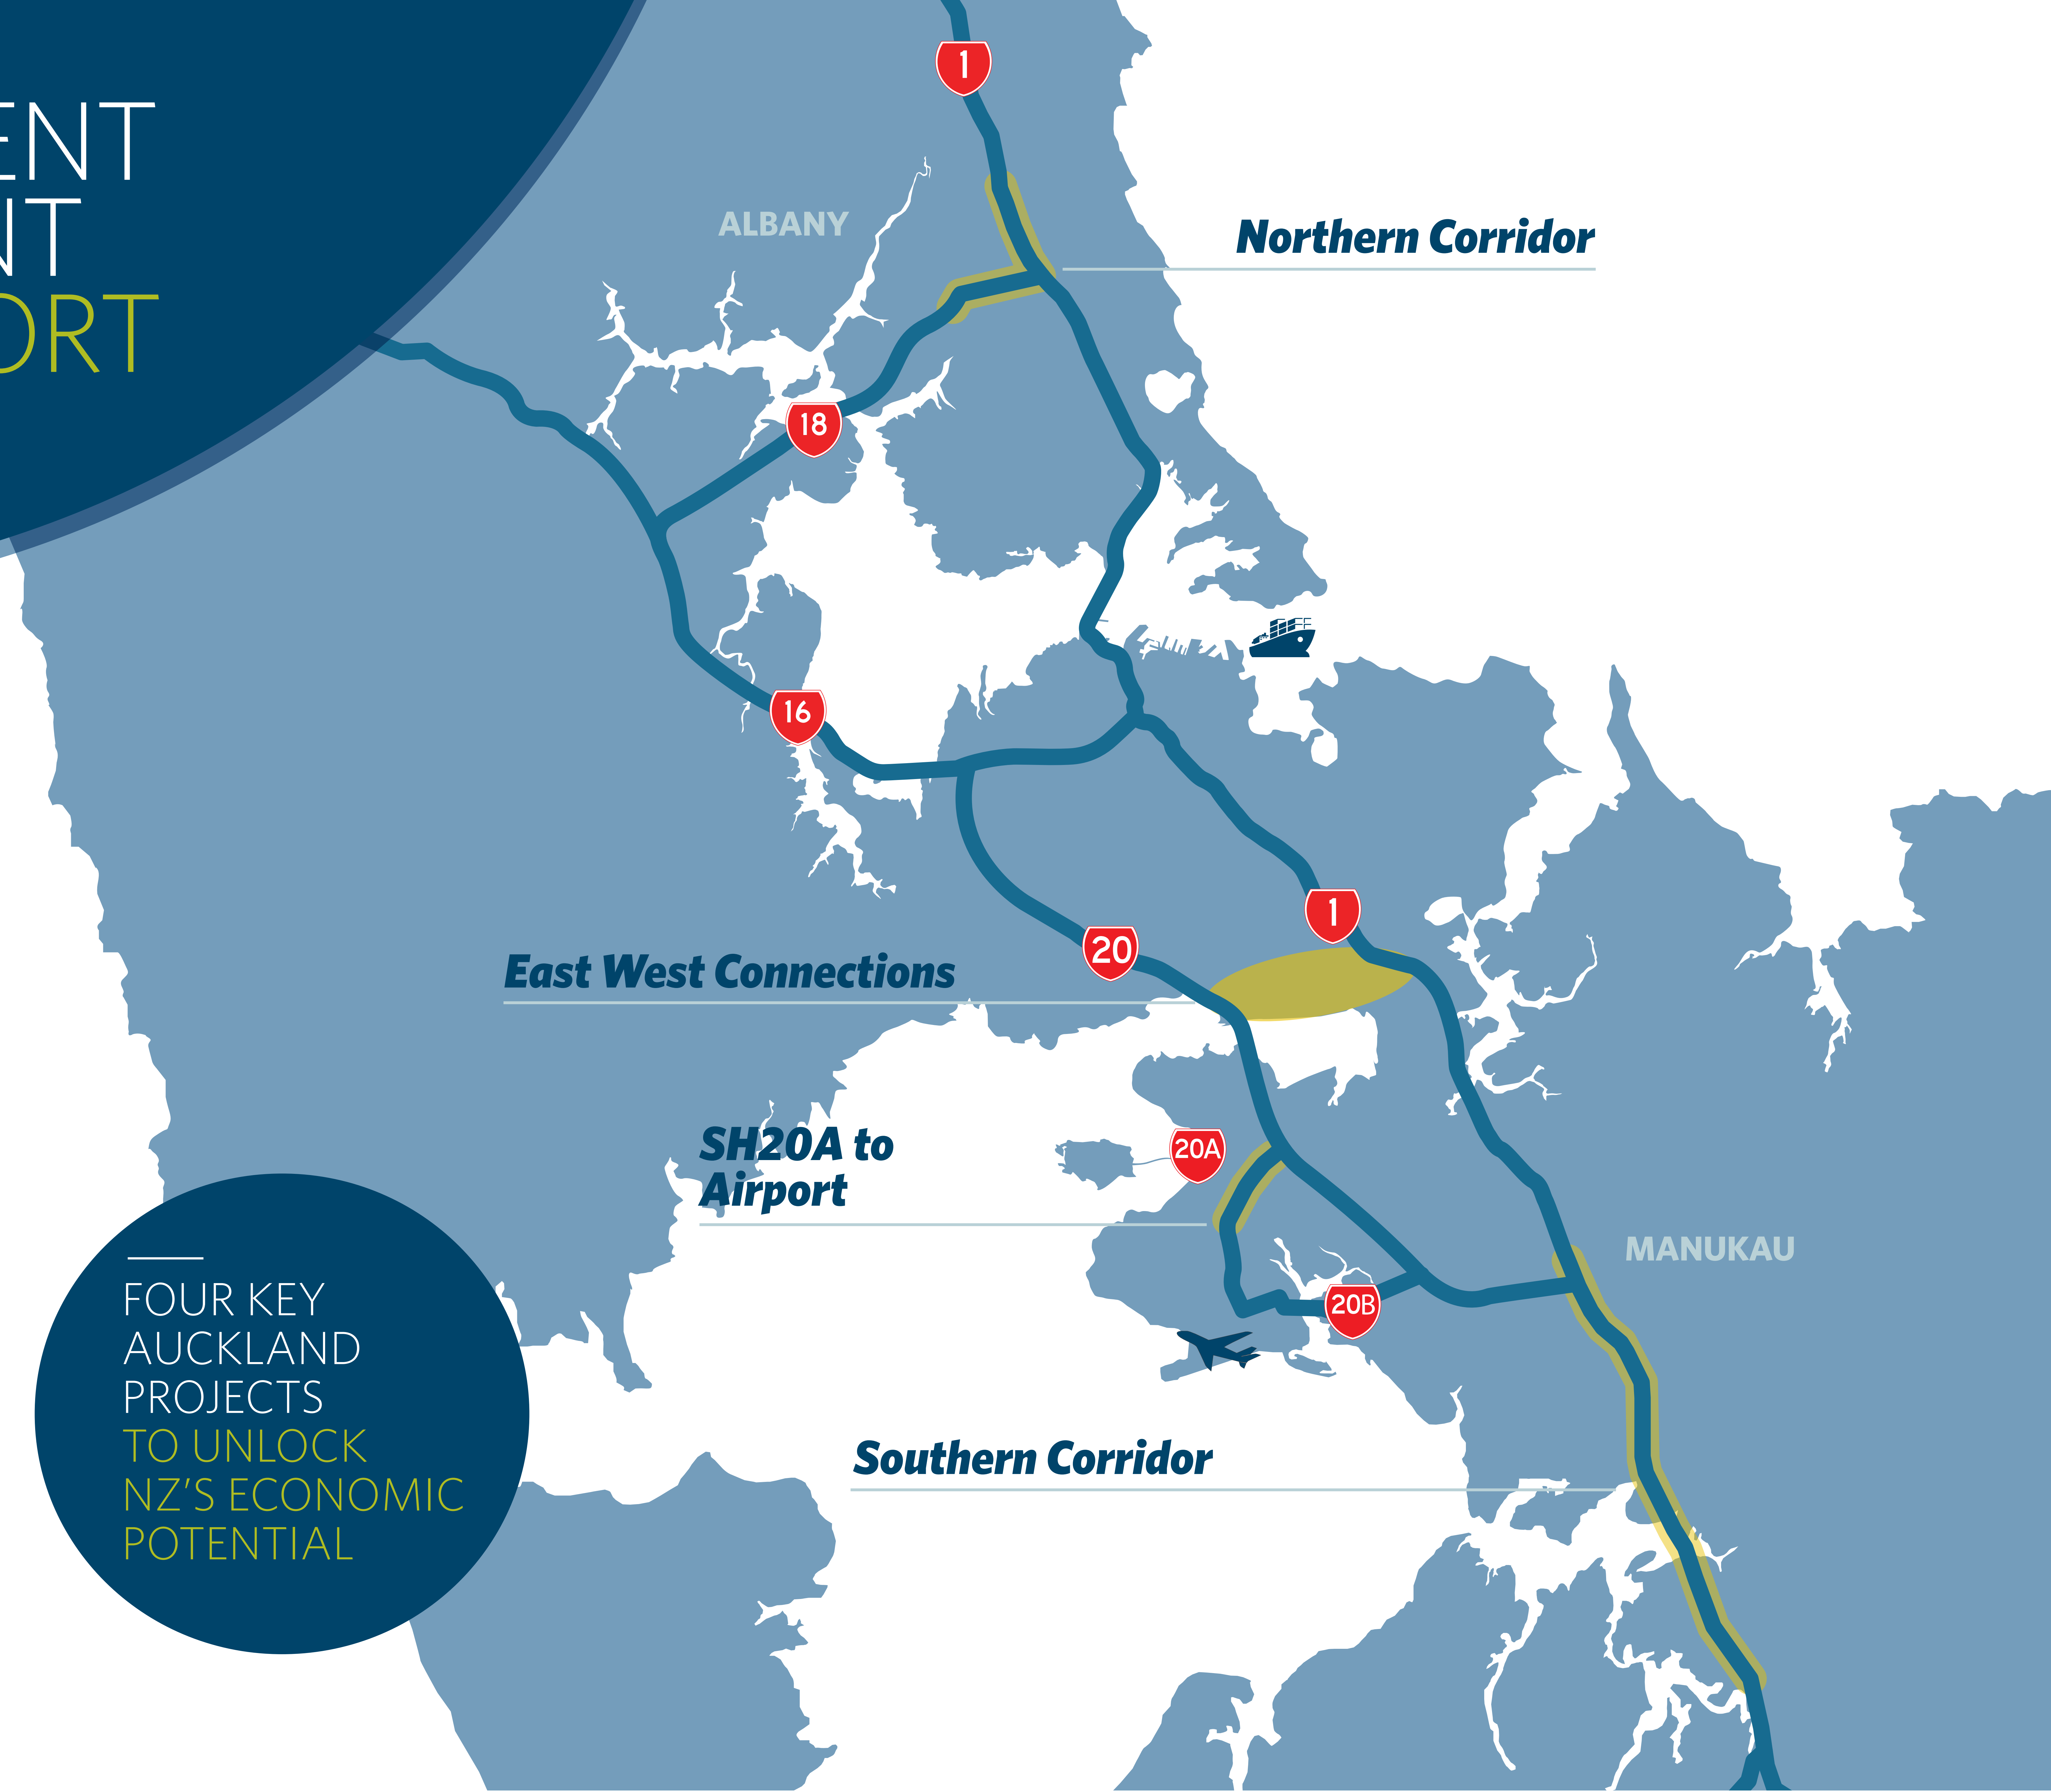 ENT
NT
ORT
1
ALBANY
Northern Corridor
18
16
1
20
East West Connections
20A
SH20A to
Airport
MANUKAU
20B
Southern Corridor
FOUR KEY
AUCKLAND
PROJECTS
TO UNLOCK
NZ'S ECONOMIC
POTENTIAL